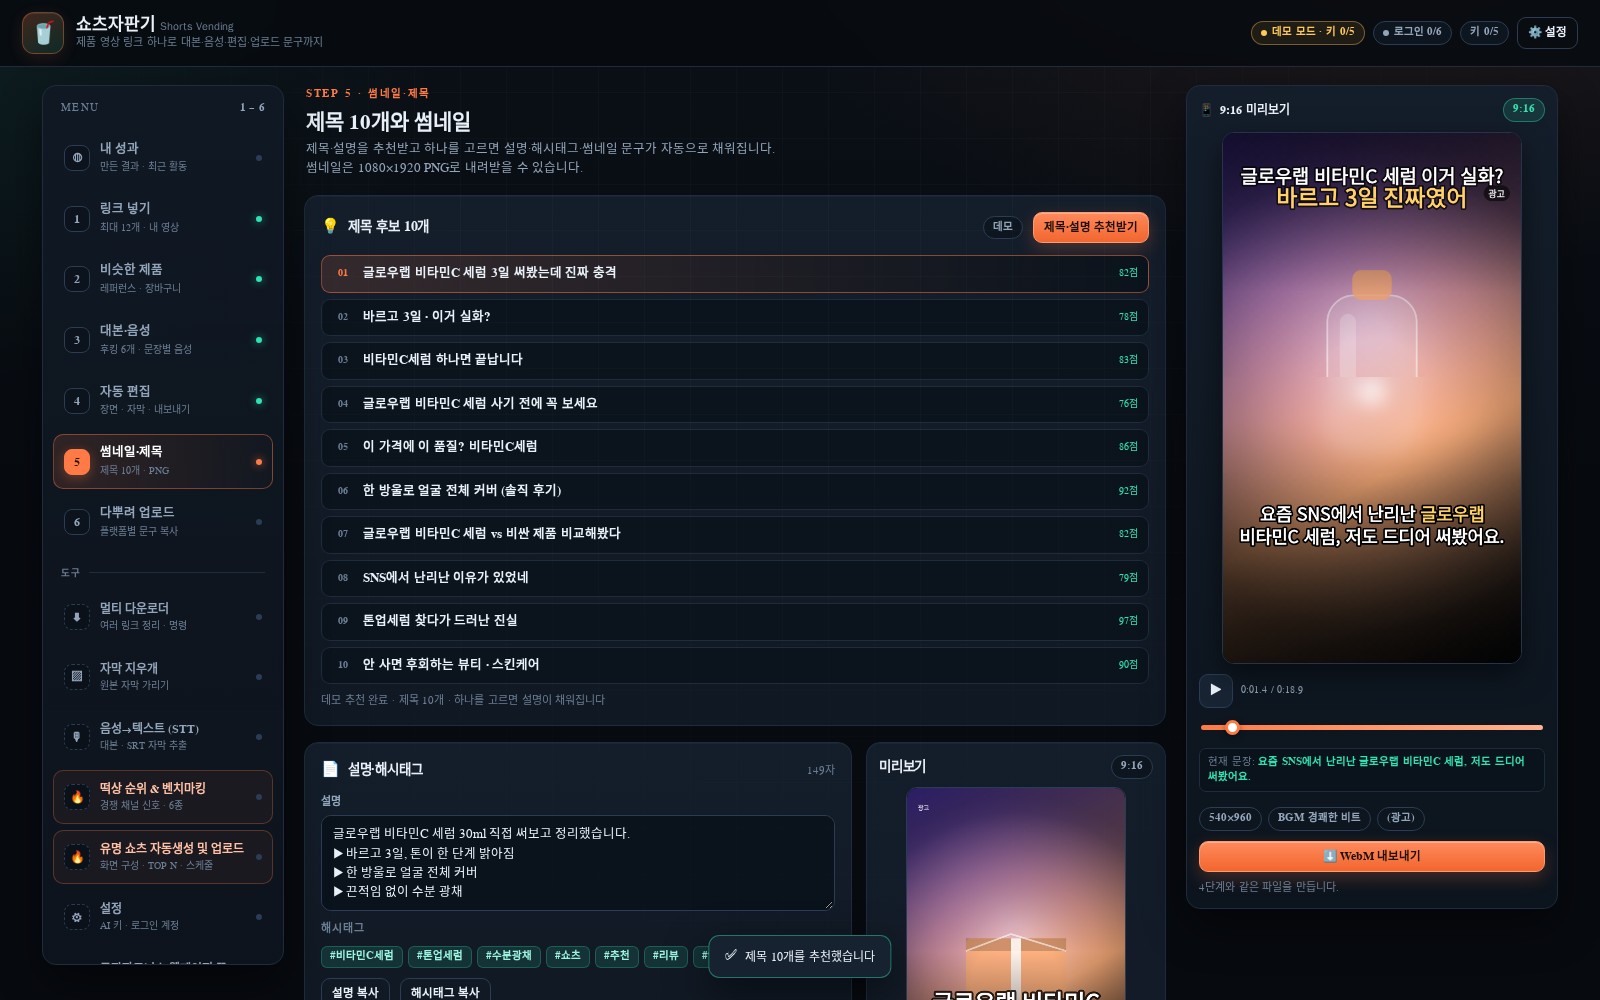 쇼츠자판기 Shorts Vending
제품 영상 링크 하나로 대본·음성·편집·업로드 문구까지
데모 모드 · 키 0/5
로그인 0/6
키 0/5
설정
MENU
1 – 6
내 성과
만든 결과 · 최근 활동
1
링크 넣기
최대 12개 · 내 영상
2
비슷한 제품
레퍼런스 · 장바구니
3
대본·음성
후킹 6개 · 문장별 음성
4
자동 편집
장면 · 자막 · 내보내기
5
썸네일·제목
제목 10개 · PNG
6
다뿌려 업로드
플랫폼별 문구 복사
도구
멀티 다운로더
여러 링크 정리 · 명령
자막 지우개
원본 자막 가리기
음성→텍스트 (STT)
대본 · SRT 자막 추출
떡상 순위 & 벤치마킹
경쟁 채널 신호 · 6종
유명 쇼츠 자동생성 및 업로드
화면 구성 · TOP N · 스케줄
설정
AI 키 · 로그인 계정
STEP 5 · 썸네일·제목
제목 10개와 썸네일
제목·설명을 추천받고 하나를 고르면 설명·해시태그·썸네일 문구가 자동으로 채워집니다.
썸네일은 1080×1920 PNG로 내려받을 수 있습니다.
제목 후보 10개
데모
제목·설명 추천받기
01 글로우랩 비타민C 세럼 3일 써봤는데 진짜 충격 82점
02 바르고 3일 · 이거 실화? 78점
03 비타민C세럼 하나면 끝납니다 83점
04 글로우랩 비타민C 세럼 사기 전에 꼭 보세요 76점
05 이 가격에 이 품질? 비타민C세럼 86점
06 한 방울로 얼굴 전체 커버 (솔직 후기) 92점
07 글로우랩 비타민C 세럼 vs 비싼 제품 비교해봤다 82점
08 SNS에서 난리난 이유가 있었네 79점
09 톤업세럼 찾다가 드러난 진실 97점
10 안 사면 후회하는 뷰티 · 스킨케어 90점
데모 추천 완료 · 제목 10개 · 하나를 고르면 설명이 채워집니다
설명·해시태그
149자
설명
글로우랩 비타민C 세럼 30ml 직접 써보고 정리했습니다.
▶ 바르고 3일, 톤이 한 단계 밝아짐
▶ 한 방울로 얼굴 전체 커버
▶ 끈적임 없이 수분 광채
해시태그
#비타민C세럼 #톤업세럼 #수분광채 #쇼츠 #추천 #리뷰 #
설명 복사
해시태그 복사
✓ 제목 10개를 추천했습니다
미리보기
9:16
광고
글로우랩 비타민C
9:16 미리보기
9:16
글로우랩 비타민C 세럼 이거 실화?
바르고 3일 진짜였어
광고
요즘 SNS에서 난리난 글로우랩
비타민C 세럼, 저도 드디어 써봤어요.
0:01.4 / 0:18.9
현재 문장: 요즘 SNS에서 난리난 글로우랩 비타민C 세럼, 저도 드디어
써봤어요.
540×960
BGM 경쾌한 비트
(광고)
WebM 내보내기
4단계와 같은 파일을 만듭니다.